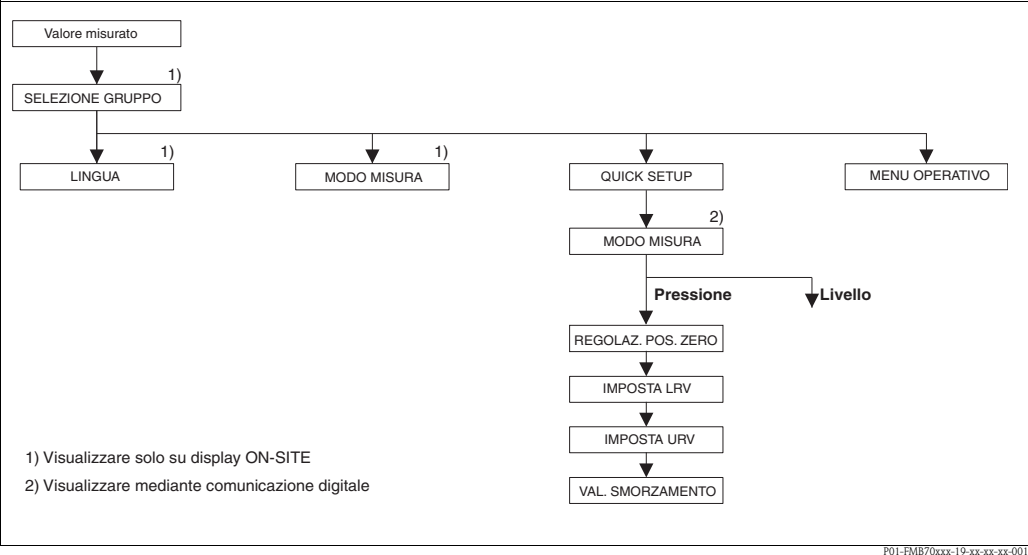 Valore misurato
1)
SELEZIONE GRUPPO
1)
1)
LINGUA
MODO MISURA
QUICK SETUP
MENU OPERATIVO
2)
MODO MISURA
Pressione
Livello
REGOLAZ. POS. ZERO
IMPOSTA LRV
IMPOSTA URV
VAL. SMORZAMENTO
1) Visualizzare solo su display ON-SITE
2) Visualizzare mediante comunicazione digitale
P01-FMB70xxx-19-xx-xx-xx-001